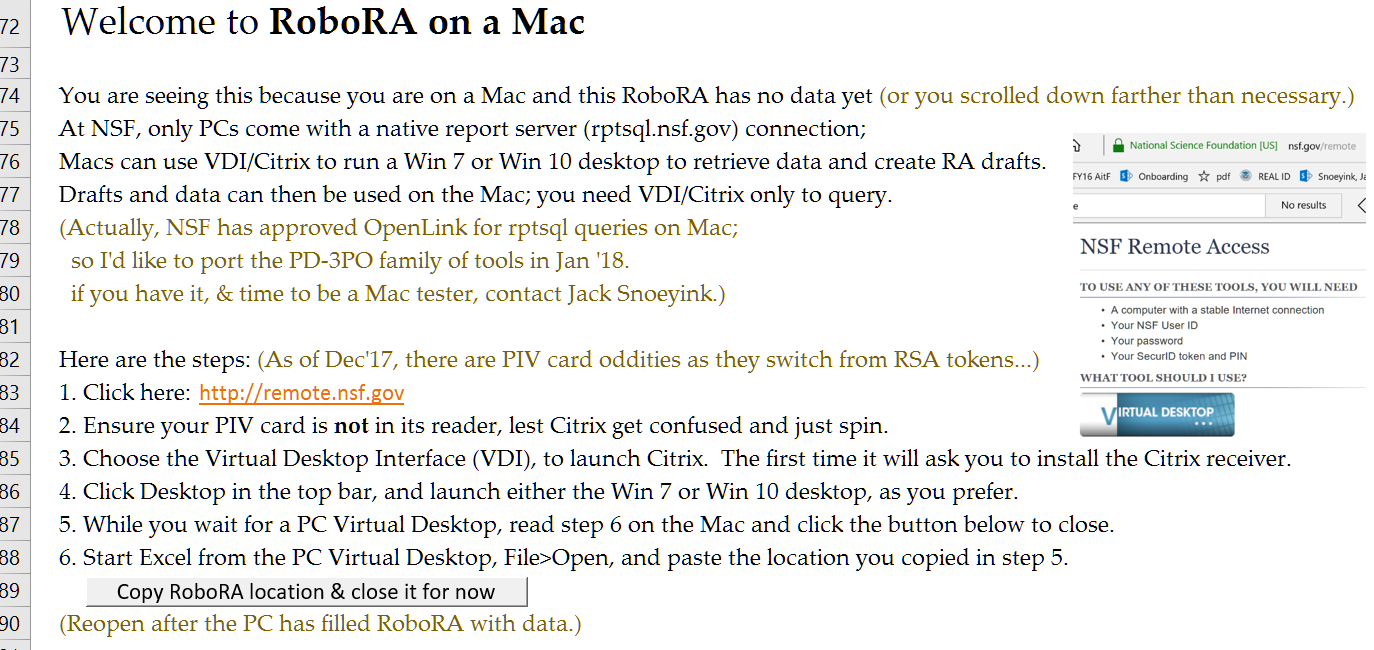 72 Welcome to RoboRA on a Mac
73
74 You are seeing this because you are on a Mac and this RoboRA has no data yet (or you scrolled down farther than necessary.)
75 At NSF, only PCs come with a native report server (rptsql.nsf.gov) connection;
76 Macs can use VDI/Citrix to run a Win 7 or Win 10 desktop to retrieve data and create RA drafts.
77 Drafts and data can then be used on the Mac; you need VDI/Citrix only to query.
78 (Actually, NSF has approved OpenLink for rptsql queries on Mac;
79 so I'd like to port the PD-3PO family of tools in Jan '18.
80 if you have it, & time to be a Mac tester, contact Jack Snoeyink.)
81
82 Here are the steps: (As of Dec'17, there are PIV card oddities as they switch from RSA tokens...)
83 1. Click here: http://remote.nsf.gov
84 2. Ensure your PIV card is not in its reader, lest Citrix get confused and just spin.
85 3. Choose the Virtual Desktop Interface (VDI), to launch Citrix. The first time it will ask you to install the Citrix receiver.
86 4. Click Desktop in the top bar, and launch either the Win 7 or Win 10 desktop, as you prefer.
87 5. While you wait for a PC Virtual Desktop, read step 6 on the Mac and click the button below to close.
88 6. Start Excel from the PC Virtual Desktop, File>Open, and paste the location you copied in step 5.
89 Copy RoboRA location & close it for now
90 (Reopen after the PC has filled RoboRA with data.)
National Science Foundation [US] nsf.gov/remote
FY16 AitF Onboarding pdf REAL ID Snoeyink, Ja
e No results
NSF Remote Access
TO USE ANY OF THESE TOOLS, YOU WILL NEED
• A computer with a stable Internet connection
• Your NSF User ID
• Your password
• Your SecurID token and PIN
WHAT TOOL SHOULD I USE?
VIRTUAL DESKTOP